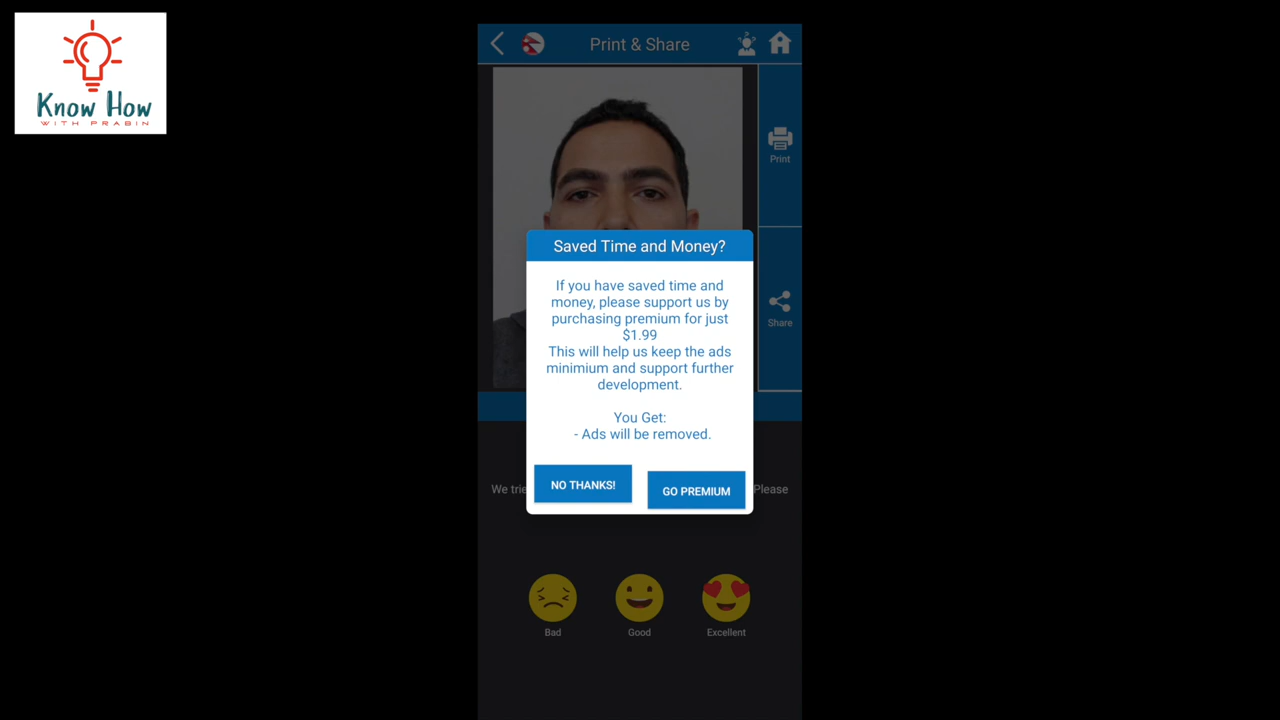 Know How
WITH PRABIN
Print & Share
Print
Share
Saved Time and Money?
If you have saved time and
money, please support us by
purchasing premium for just
$1.99
This will help us keep the ads
minimium and support further
development.
You Get:
- Ads will be removed.
NO THANKS!
GO PREMIUM
We
Please
Bad
Good
Excellent